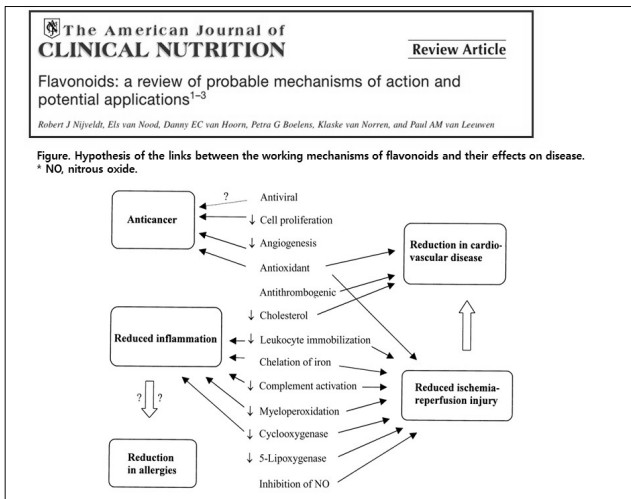 The American Journal of
CLINICAL NUTRITION
Review Article
Flavonoids: a review of probable mechanisms of action and
potential applications1–3
Robert J Nijveldt, Els van Nood, Danny EC van Hoorn, Petra G Boelens, Klaske van Norren, and Paul AM van Leeuwen
Figure. Hypothesis of the links between the working mechanisms of flavonoids and their effects on disease.
* NO, nitrous oxide.
Anticancer
?
Antiviral
↓ Cell proliferation
↓ Angiogenesis
Antioxidant
Antithrombogenic
↓ Cholesterol
↓ Leukocyte immobilization
Chelation of iron
↓ Complement activation
↓ Myeloperoxidation
↓ Cyclooxygenase
↓ 5-Lipoxygenase
Inhibition of NO
Reduction in cardio-
vascular disease
Reduced inflammation
Reduced ischemia-
reperfusion injury
? ?
Reduction
in allergies